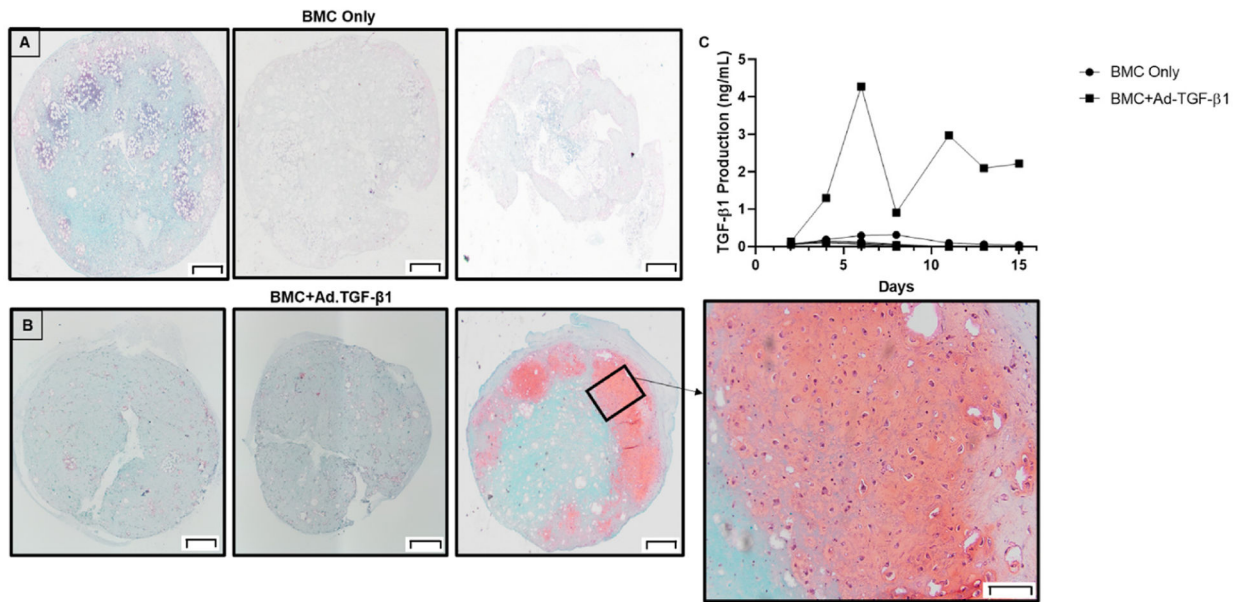 BMC Only
A
C
TGF-β1 Production (ng/mL)
5
4
3
2
1
0
0
5
10
15
Days
BMC Only
BMC+Ad-TGF-β1
BMC+Ad.TGF-β1
B